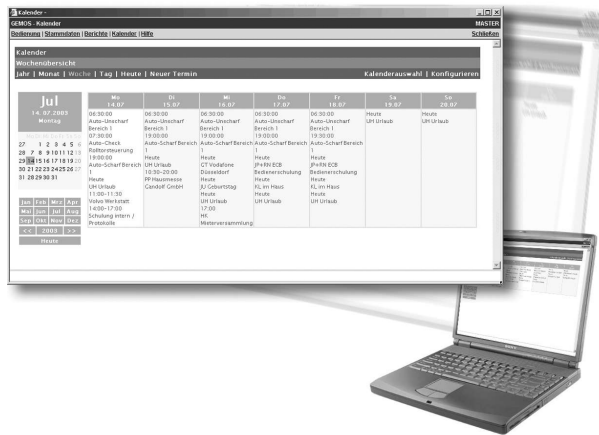 Kalender -
GEMOS - Kalender MASTER
Bedienung | Stammdaten | Berichte | Kalender | Hilfe Schließen
Kalender
Wochenübersicht
Jahr | Monat | Woche | Tag | Heute | Neuer Termin Kalenderauswahl | Konfigurieren
Jul
14.07.2003
Montag
27 1 2 3 4 5 6
28 7 8 9 10 11 12 13
29 14 15 16 17 18 19 20
30 21 22 23 24 25 26 27
31 28 29 30 31
Jan Feb Mrz Apr
Mai Jun Jul Aug
Sep Okt Nov Dez
<< 2003 >>
Heute
Mo
14.07
06:30:00
Auto-Unscharf
Bereich 1
07:30:00
Auto-Check
Rolltorsteuerung
19:00:00
Auto-Scharf Bereich
1
Heute
UH Urlaub
11:00-11:30
Volvo Werkstatt
14:00-17:00
Schulung intern /
Protokolle
Di
15.07
06:30:00
Auto-Unscharf
Bereich 1
19:00:00
Auto-Scharf Bereich
1
Heute
UH Urlaub
10:30-20:00
PP Hausmesse
Gandolf GmbH
Mi
16.07
06:30:00
Auto-Unscharf
Bereich 1
19:00:00
Auto-Scharf Bereich
1
Heute
CT Vodafone
Düsseldorf
Heute
JU Geburtstag
Heute
UH Urlaub
17:00
HK
Mieterversammlung
Do
17.07
06:30:00
Auto-Unscharf
Bereich 1
19:00:00
Auto-Scharf Bereich
1
Heute
JP+RN ECB
Bedienerschulung
Heute
KL im Haus
Heute
UH Urlaub
Fr
18.07
06:30:00
Auto-Unscharf
Bereich 1
19:30:00
Auto-Scharf Bereich
1
Heute
JP+RN ECB
Bedienerschulung
Heute
KL im Haus
Heute
UH Urlaub
Sa
19.07
Heute
UH Urlaub
So
20.07
Heute
UH Urlaub